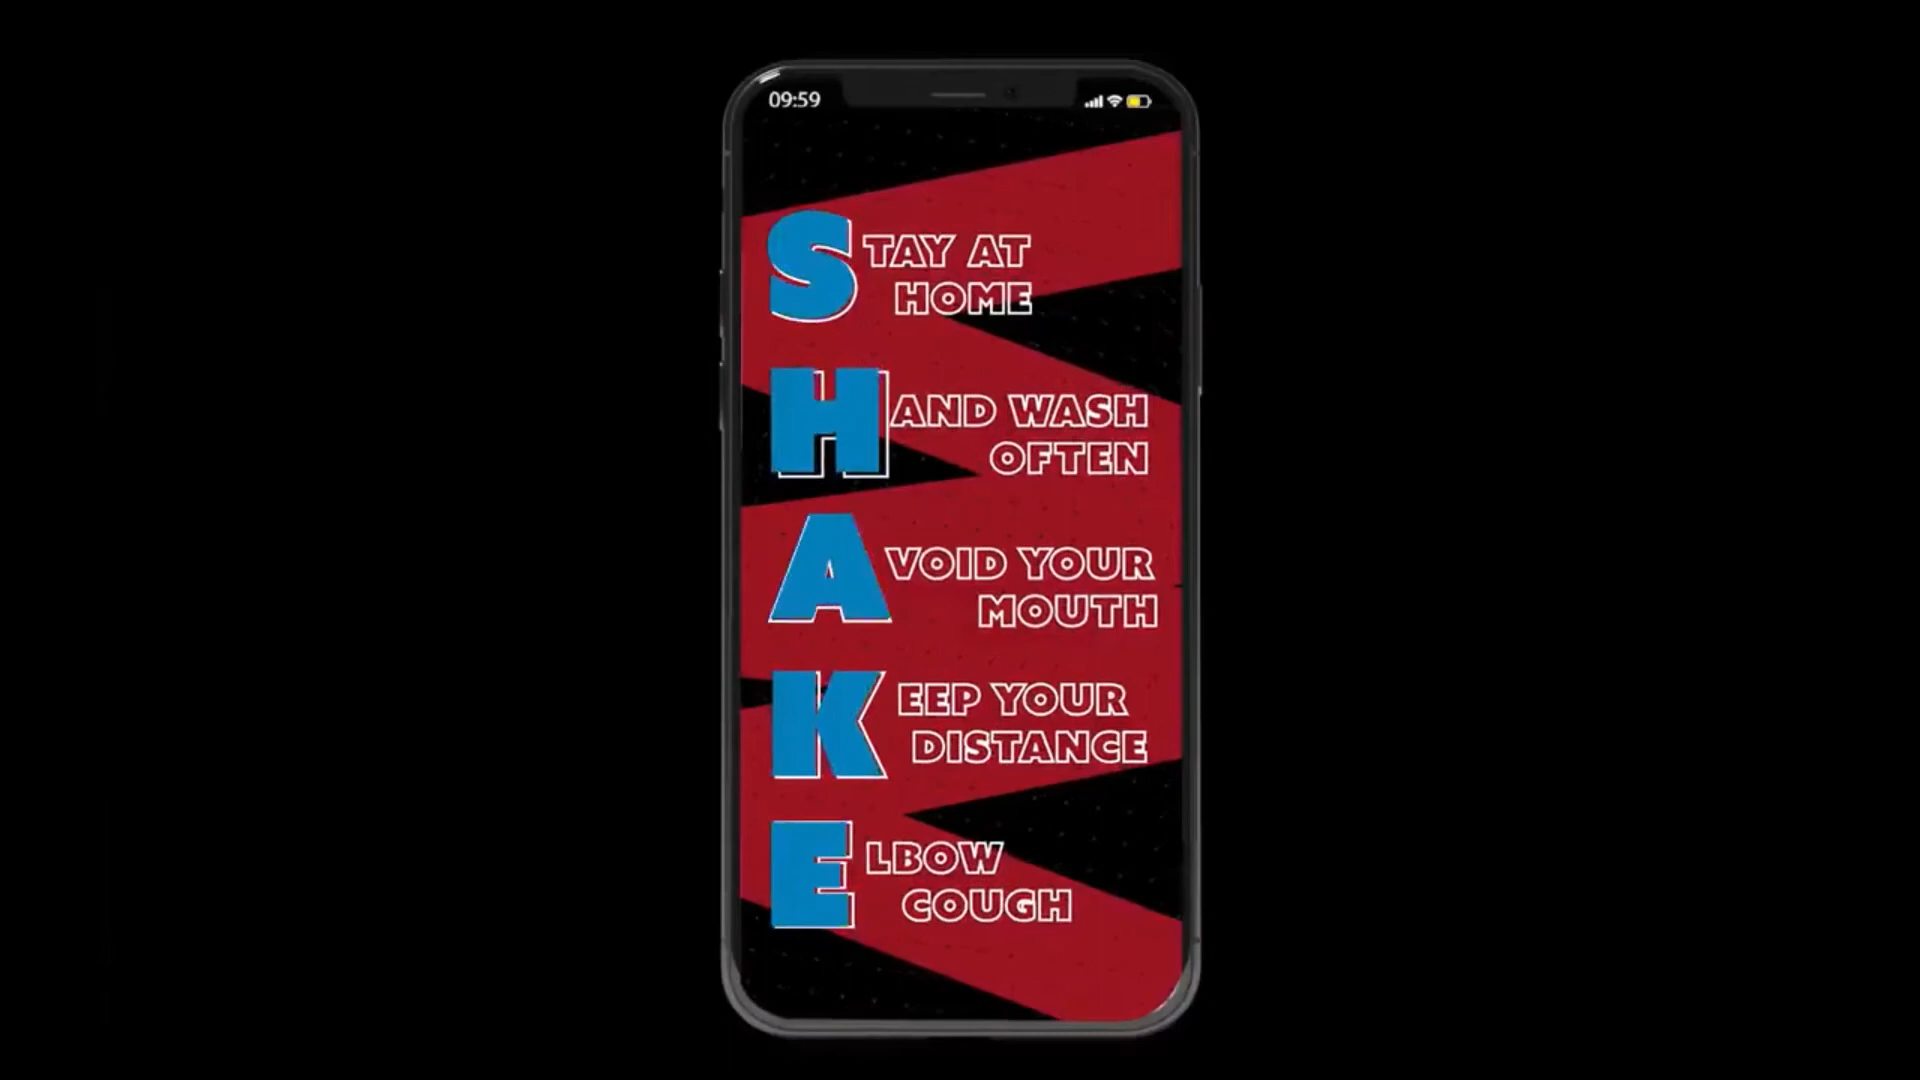 09:59
STAY AT
HOME
HAND WASH
OFTEN
AVOID YOUR
MOUTH
KEEP YOUR
DISTANCE
ELBOW
COUGH